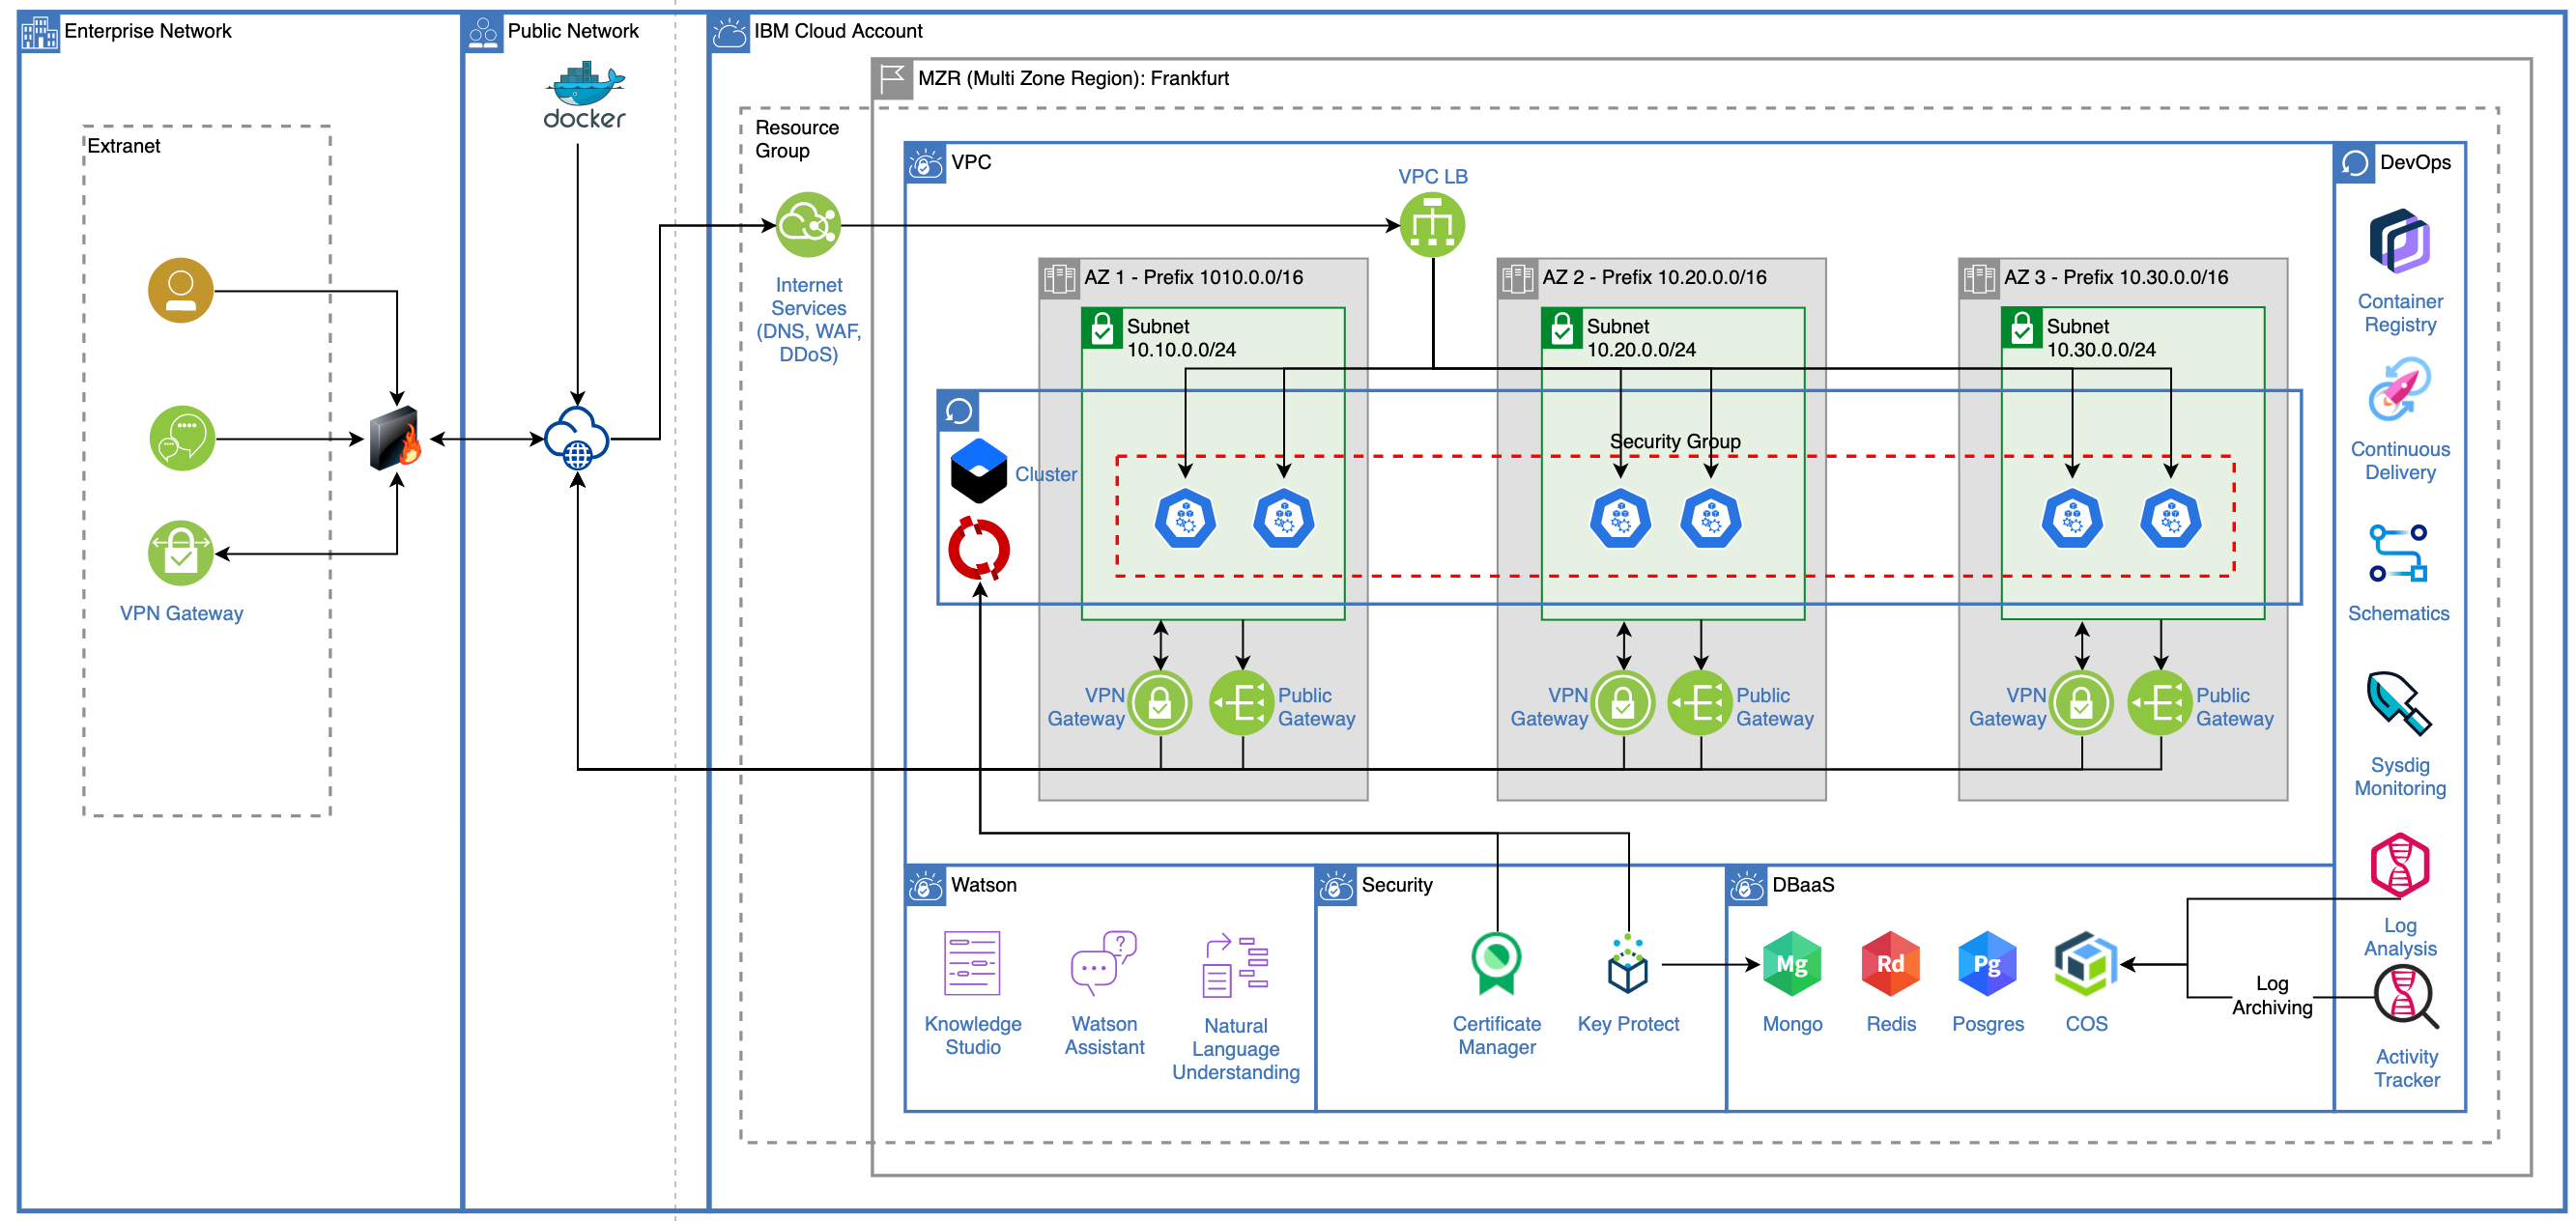 Enterprise Network
Public Network
IBM Cloud Account
MZR (Multi Zone Region): Frankfurt
docker
Extranet
Resource
Group
VPC
DevOps
VPC LB
Internet
Services
(DNS, WAF,
DDoS)
AZ 1 - Prefix 1010.0.0/16
AZ 2 - Prefix 10.20.0.0/16
AZ 3 - Prefix 10.30.0.0/16
Subnet
10.10.0.0/24
Subnet
10.20.0.0/24
Subnet
10.30.0.0/24
Container
Registry
Continuous
Delivery
Security Group
Cluster
VPN Gateway
Schematics
VPN
Gateway
Public
Gateway
VPN
Gateway
Public
Gateway
VPN
Gateway
Public
Gateway
Sysdig
Monitoring
Watson
Security
DBaaS
Log
Analysis
?
Mg
Rd
Pg
Log
Archiving
Knowledge
Studio
Watson
Assistant
Natural
Language
Understanding
Certificate
Manager
Key Protect
Mongo
Redis
Posgres
COS
Activity
Tracker